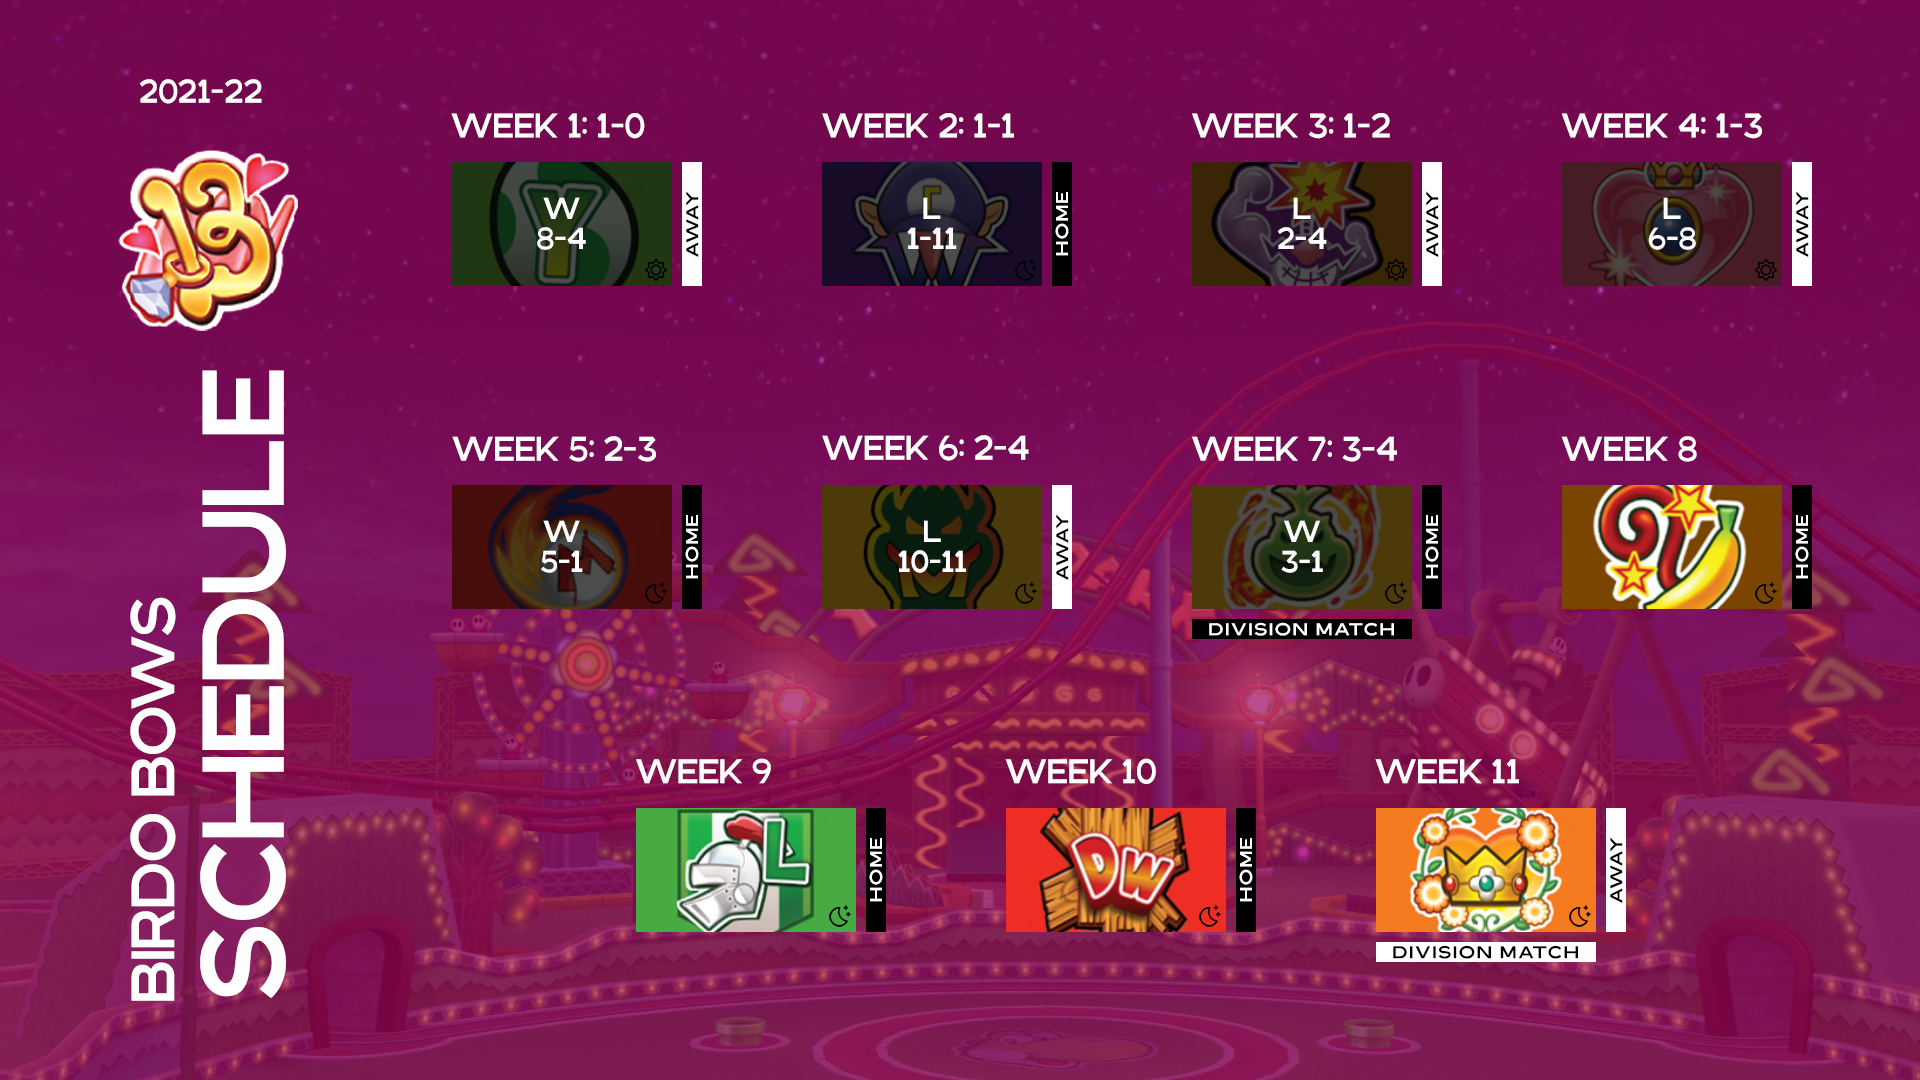 2021-22
BIRDO BOWS
SCHEDULE
WEEK 1: 1-0
W
8-4
AWAY
WEEK 2: 1-1
L
1-11
HOME
WEEK 3: 1-2
L
2-4
AWAY
WEEK 4: 1-3
L
6-8
AWAY
WEEK 5: 2-3
W
5-1
HOME
WEEK 6: 2-4
L
10-11
AWAY
WEEK 7: 3-4
W
3-1
HOME
DIVISION MATCH
WEEK 8
HOME
WEEK 9
L
HOME
WEEK 10
DW
HOME
WEEK 11
AWAY
DIVISION MATCH